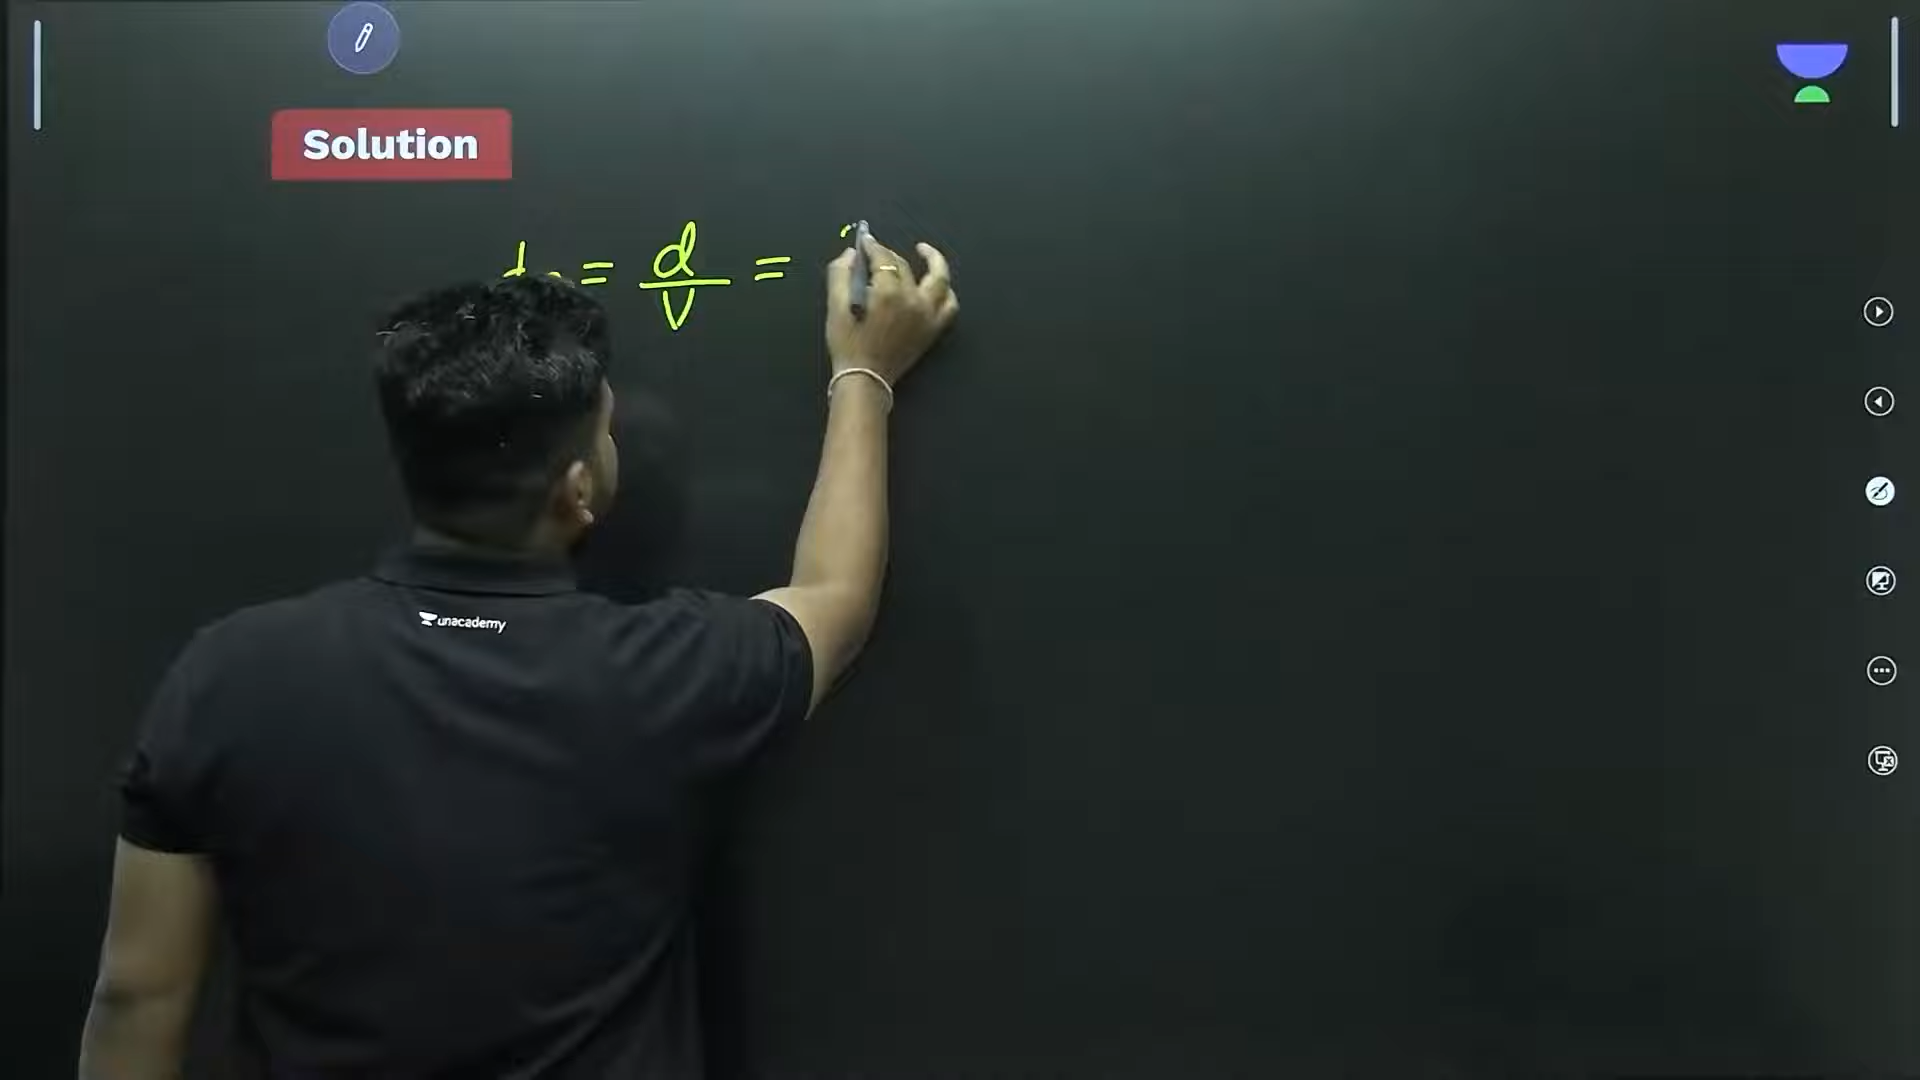 Solution
= d/V =
unacademy